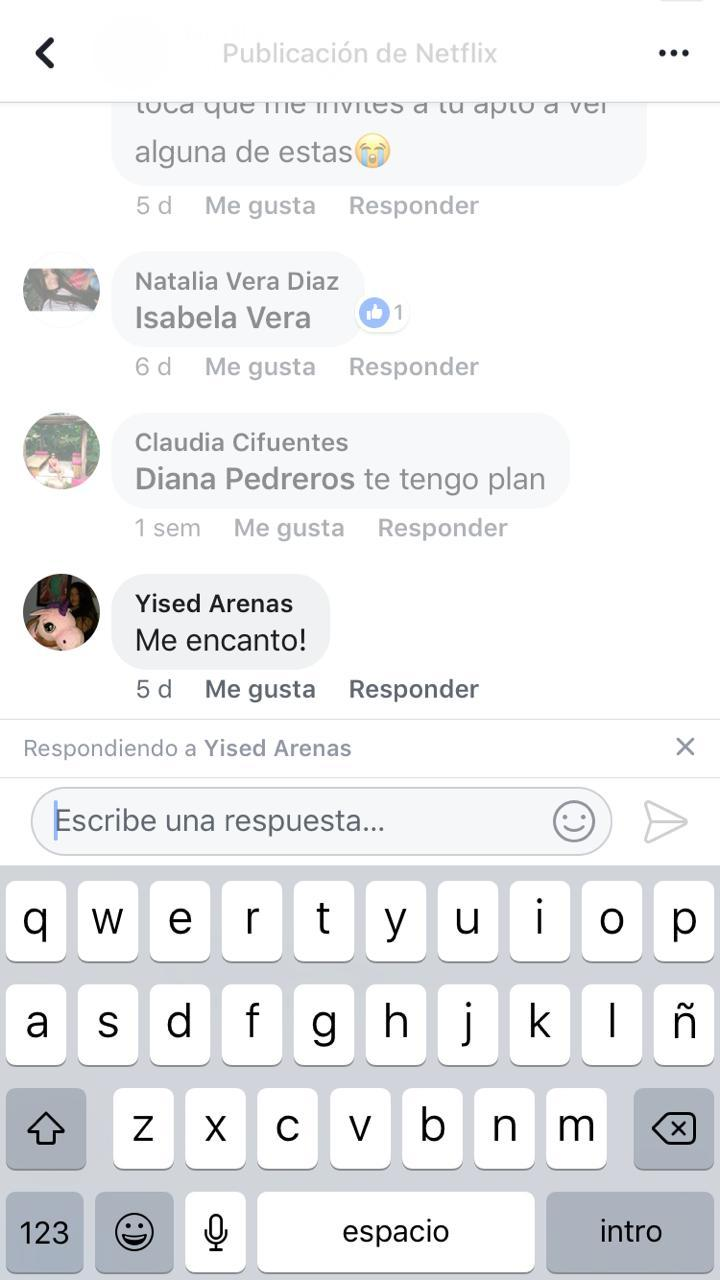 Publicación de Netflix
toca que me invites a tu apto a ver
alguna de estas😭
5 d Me gusta Responder
Natalia Vera Diaz
Isabela Vera
1
6 d Me gusta Responder
Claudia Cifuentes
Diana Pedreros te tengo plan
1 sem Me gusta Responder
Yised Arenas
Me encanto!
5 d Me gusta Responder
Respondiendo a Yised Arenas
Escribe una respuesta...
q w e r t y u i o p
a s d f g h j k l ñ
z x c v b n m
123 espacio intro